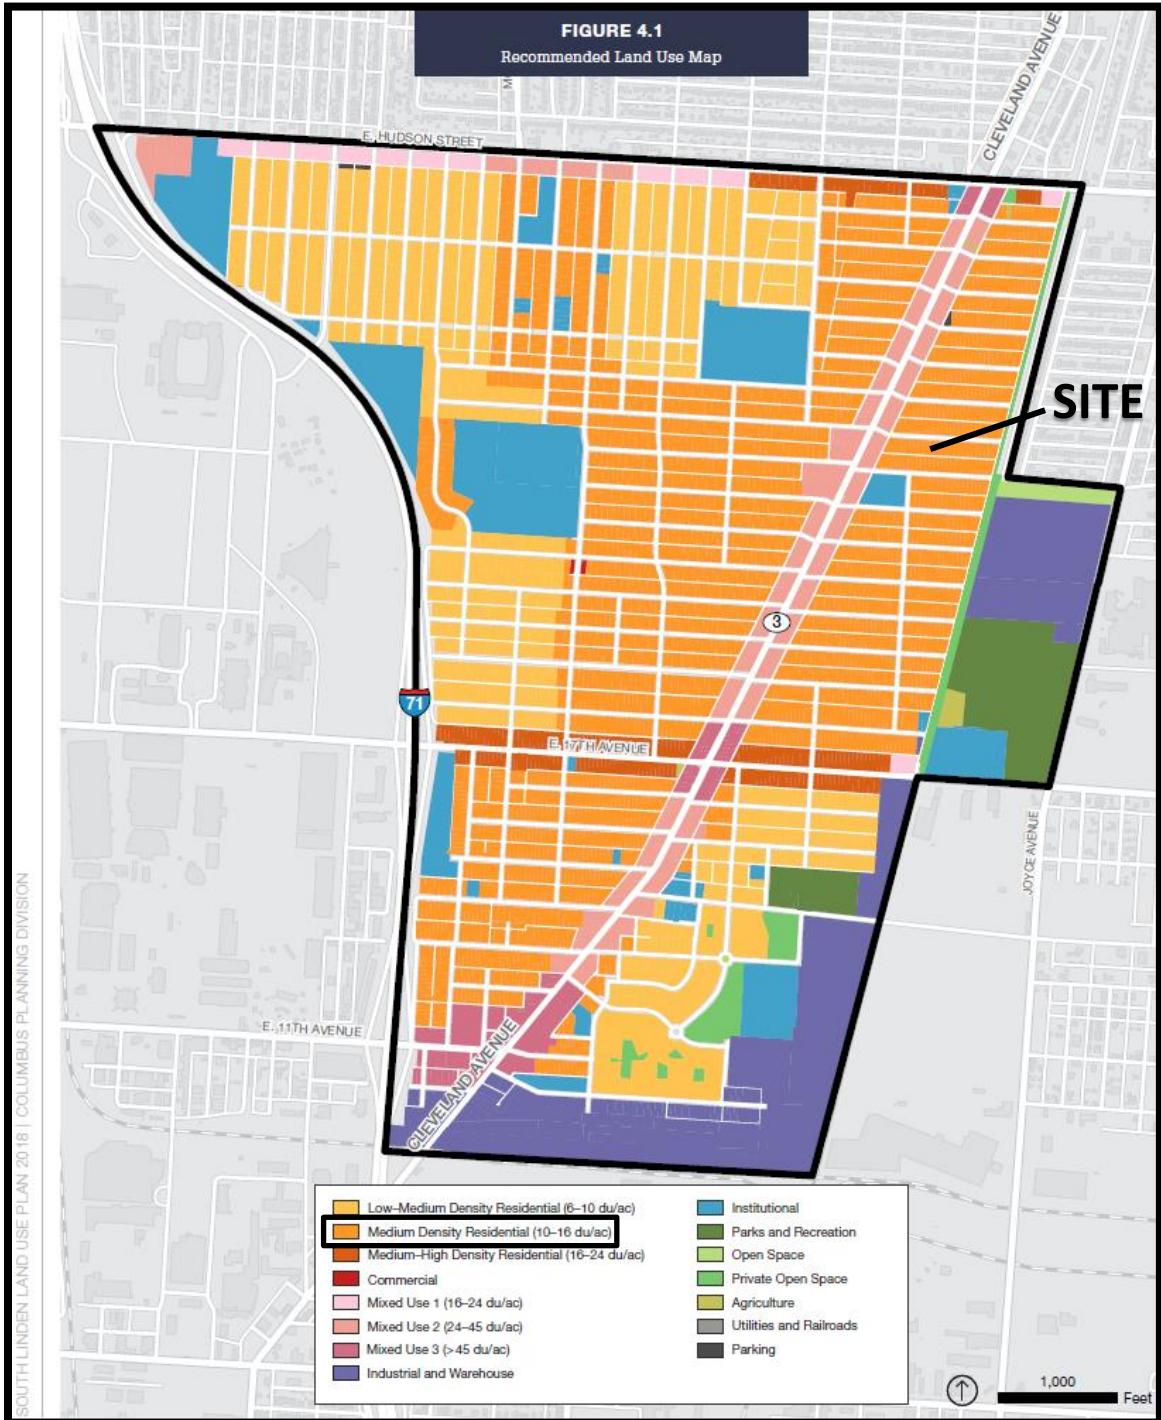 FIGURE 4.1
Recommended Land Use Map
CLEVELAND AVENUE
E. HUDSON STREET
SITE
3
71
E. 17TH AVENUE
JOYCE AVENUE
E. 11TH AVENUE
CLEVELAND AVENUE
SOUTH LINDEN LAND USE PLAN 2018 | COLUMBUS PLANNING DIVISION
Low–Medium Density Residential (6–10 du/ac)
Medium Density Residential (10–16 du/ac)
Medium–High Density Residential (16–24 du/ac)
Commercial
Mixed Use 1 (16–24 du/ac)
Mixed Use 2 (24–45 du/ac)
Mixed Use 3 (>45 du/ac)
Industrial and Warehouse
Institutional
Parks and Recreation
Open Space
Private Open Space
Agriculture
Utilities and Railroads
Parking
1,000
Feet